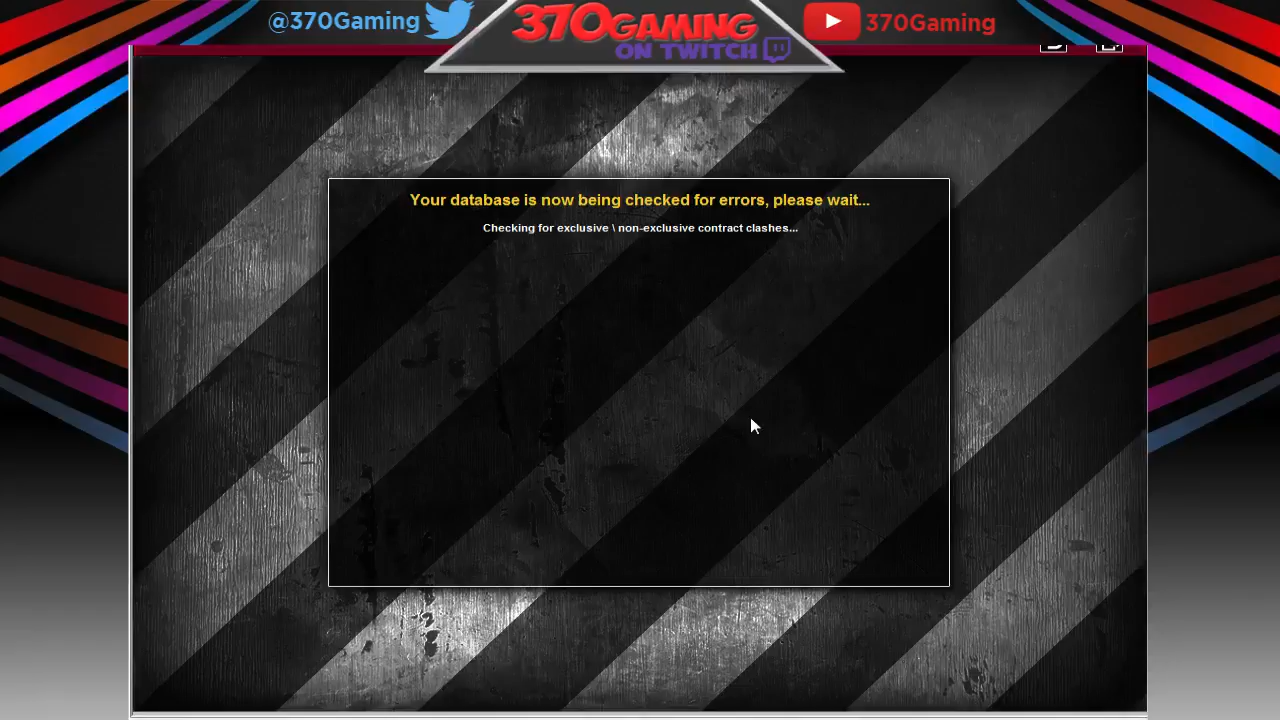 @370Gaming
370GAMING
ON TWITCH
370Gaming
Your database is now being checked for errors, please wait...
Checking for exclusive \ non-exclusive contract clashes...